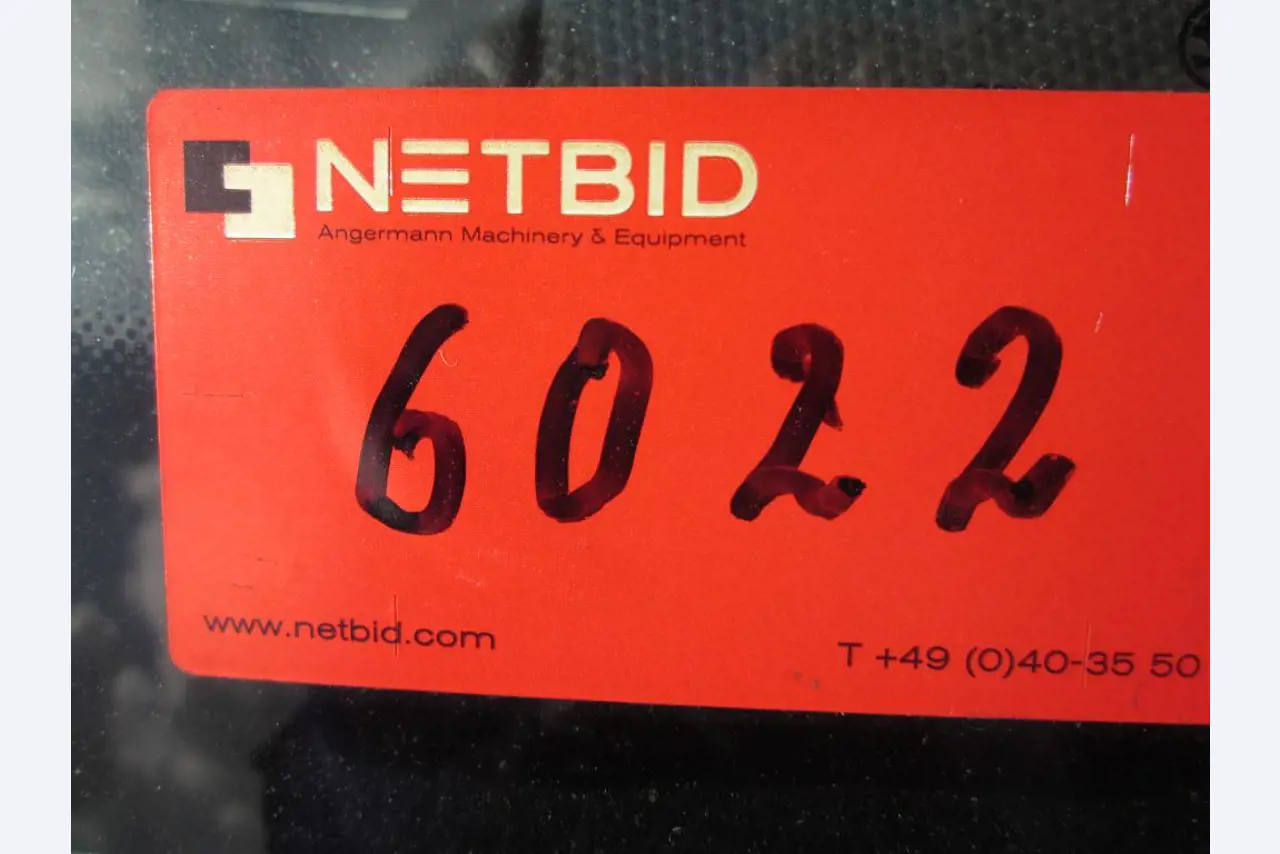 NETBID
Angermann Machinery & Equipment
6022
www.netbid.com
T +49 (0)40-35 50